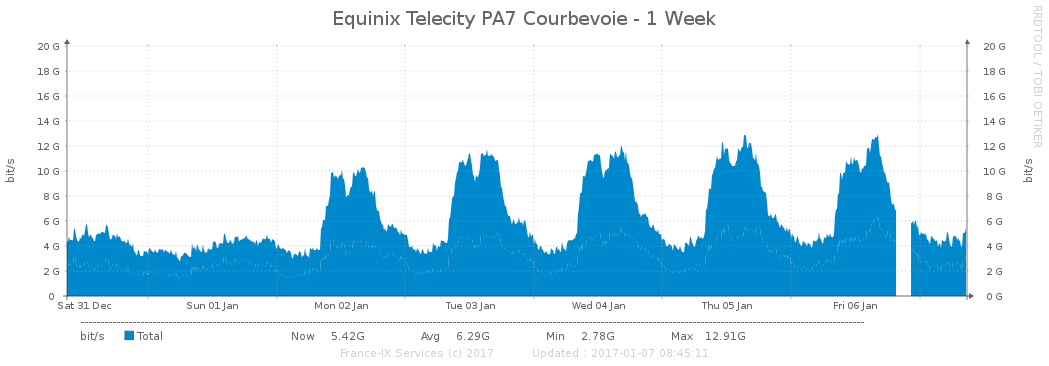 Equinix Telecity PA7 Courbevoie - 1 Week
RRDTOOL / TOBI OETIKER
bit/s
bit/s
20 G 20 G
18 G 18 G
16 G 16 G
14 G 14 G
12 G 12 G
10 G 10 G
8 G 8 G
6 G 6 G
4 G 4 G
2 G 2 G
0 0 G
Sat 31 Dec Sun 01 Jan Mon 02 Jan Tue 03 Jan Wed 04 Jan Thu 05 Jan Fri 06 Jan
bit/s Total Now 5.42G Avg 6.29G Min 2.78G Max 12.91G
France-IX Services (c) 2017 Updated : 2017-01-07 08:45:11